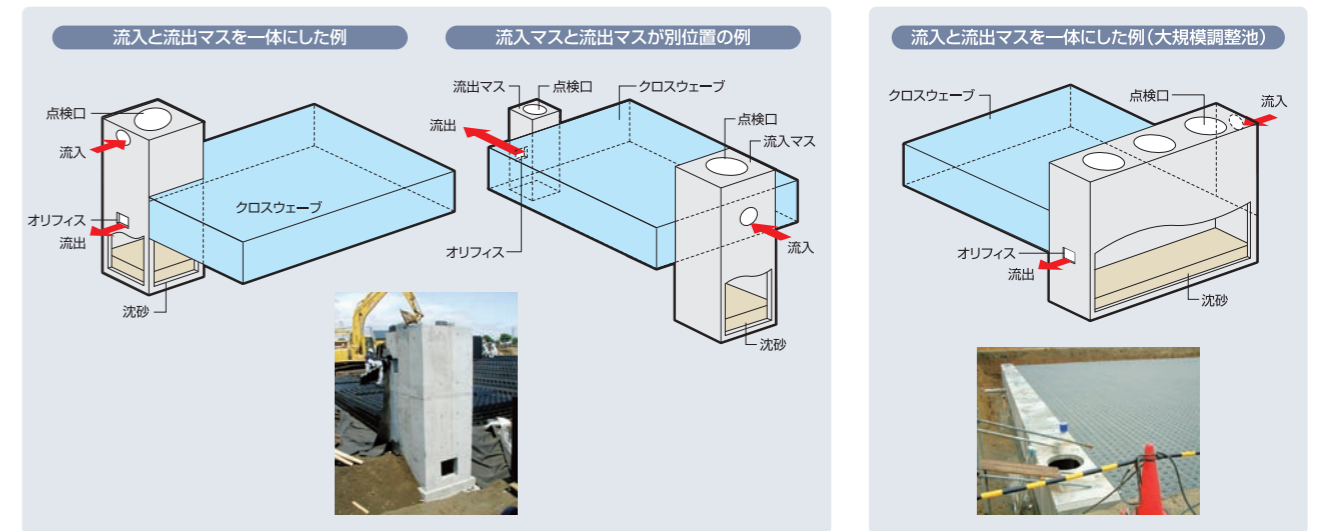 流入と流出マスを一体にした例
点検口
流入
オリフィス
流出
沈砂
クロスウェーブ
流入マスと流出マスが別位置の例
流出マス
点検口
クロスウェーブ
流出
点検口
流入マス
オリフィス
流入
沈砂
流入と流出マスを一体にした例(大規模調整池)
クロスウェーブ
点検口
流入
オリフィス
流出
沈砂